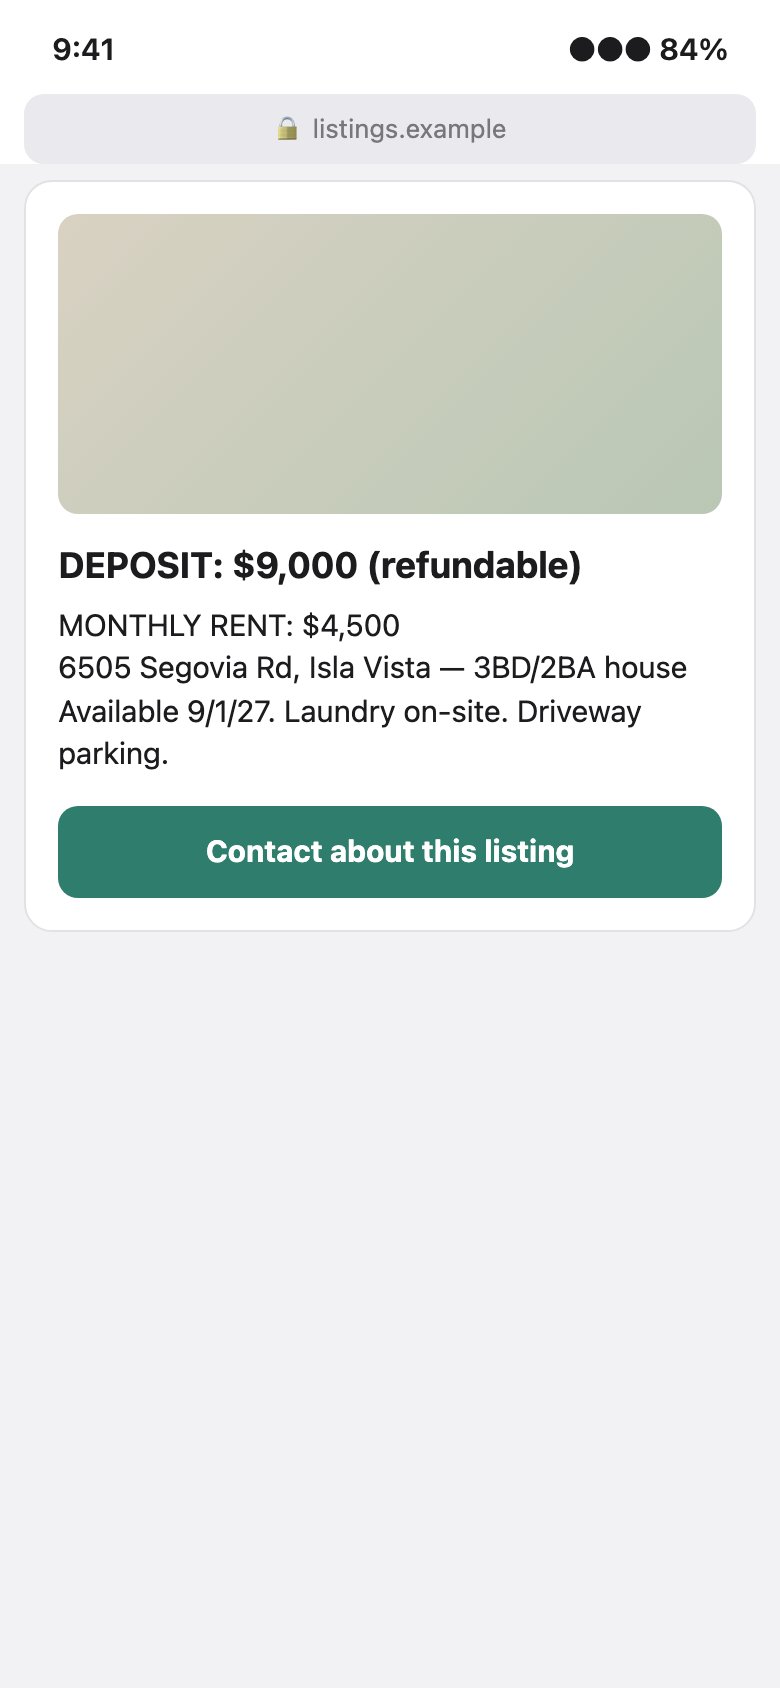 9:41
84%
listings.example
DEPOSIT: $9,000 (refundable)
MONTHLY RENT: $4,500
6505 Segovia Rd, Isla Vista — 3BD/2BA house
Available 9/1/27. Laundry on-site. Driveway
parking.
Contact about this listing